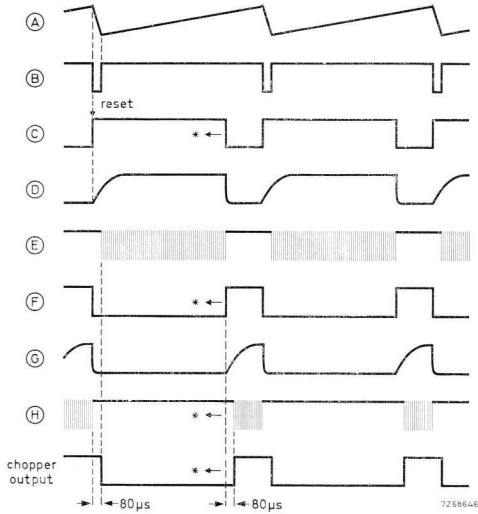 A
B
reset
C
*
D
E
F
*
G
H
*
chopper
output
*
80μs
80μs
7Z68646